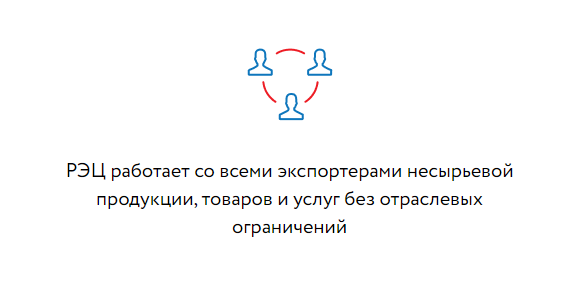 РЭЦ работает со всеми экспортерами несырьевой
продукции, товаров и услуг без отраслевых
ограничений